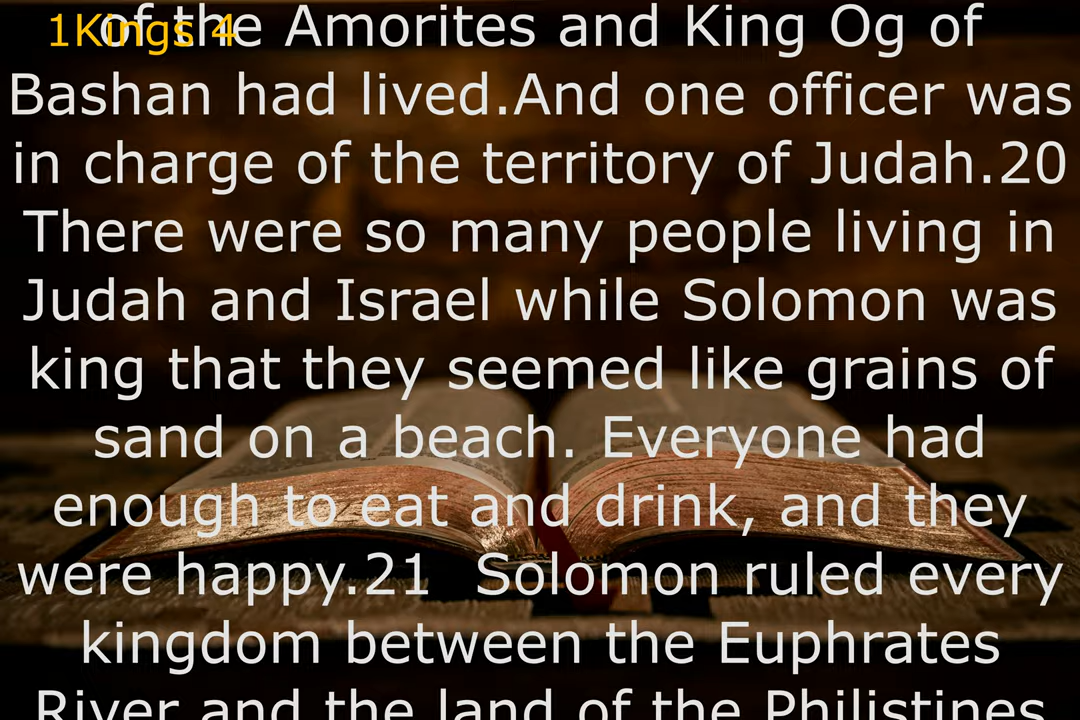 1Kings 4
of the Amorites and King Og of
Bashan had lived.And one officer was
in charge of the territory of Judah.20
There were so many people living in
Judah and Israel while Solomon was
king that they seemed like grains of
sand on a beach. Everyone had
enough to eat and drink, and they
were happy.21  Solomon ruled every
kingdom between the Euphrates
River and the land of the Philistines